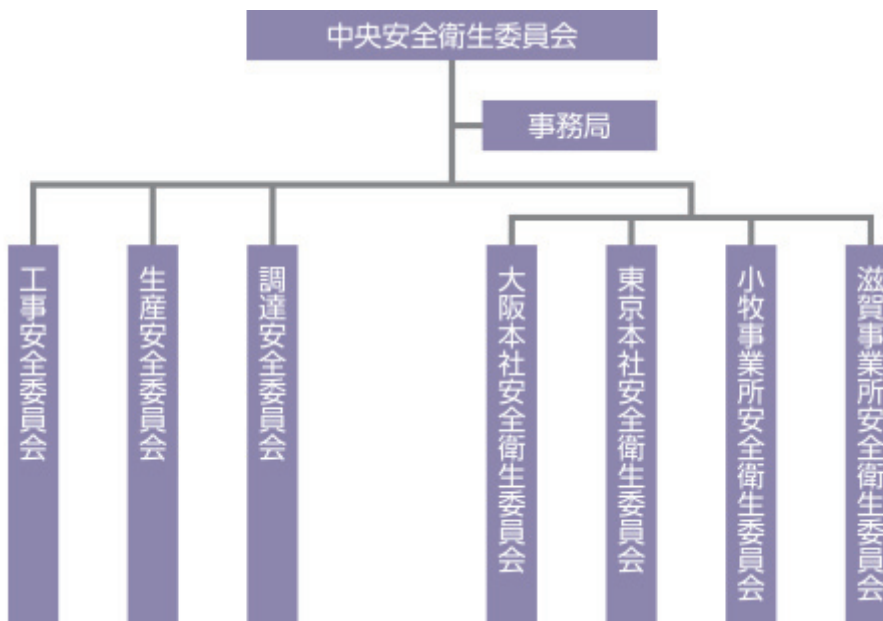 中央安全衛生委員会
事務局
工事安全委員会
生産安全委員会
調達安全委員会
大阪本社安全衛生委員会
東京本社安全衛生委員会
小牧事業所安全衛生委員会
滋賀事業所安全衛生委員会